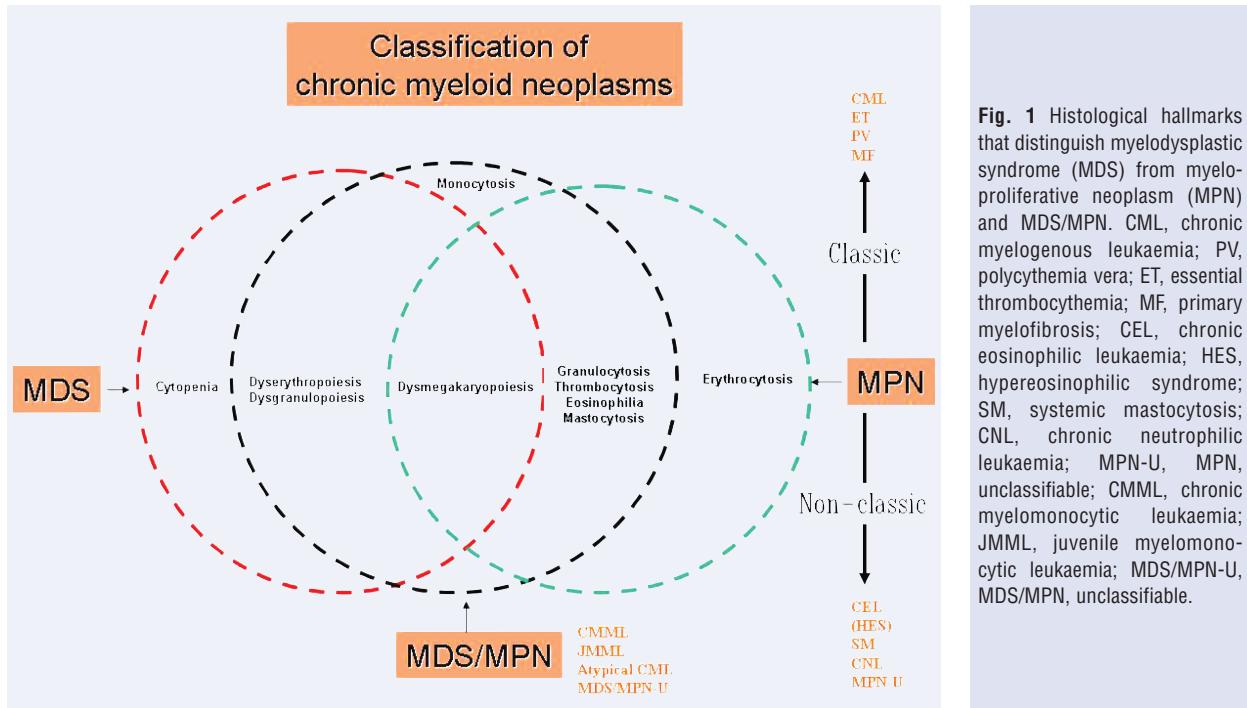 Classification of
chronic myeloid neoplasms
CML
ET
PV
MF
Monocytosis
Classic
MDS
Cytopenia
Dyserythropoiesis
Dysgranulopoiesis
Dysmegakaryopoiesis
Granulocytosis
Thrombocytosis
Eosinophilia
Mastocytosis
Erythrocytosis
MPN
Non-classic
MDS/MPN
CMML
JMML
Atypical CML
MDS/MPN-U
CEL
(HES)
SM
CNL
MPN-U
Fig. 1 Histological hallmarks
that distinguish myelodysplastic
syndrome (MDS) from myelo-
proliferative neoplasm (MPN)
and MDS/MPN. CML, chronic
myelogenous leukaemia; PV,
polycythemia vera; ET, essential
thrombocythemia; MF, primary
myelofibrosis; CEL, chronic
eosinophilic leukaemia; HES,
hypereosinophilic syndrome;
SM, systemic mastocytosis;
CNL, chronic neutrophilic
leukaemia; MPN-U, MPN,
unclassifiable; CMML, chronic
myelomonocytic leukaemia;
JMML, juvenile myelomono-
cytic leukaemia; MDS/MPN-U,
MDS/MPN, unclassifiable.